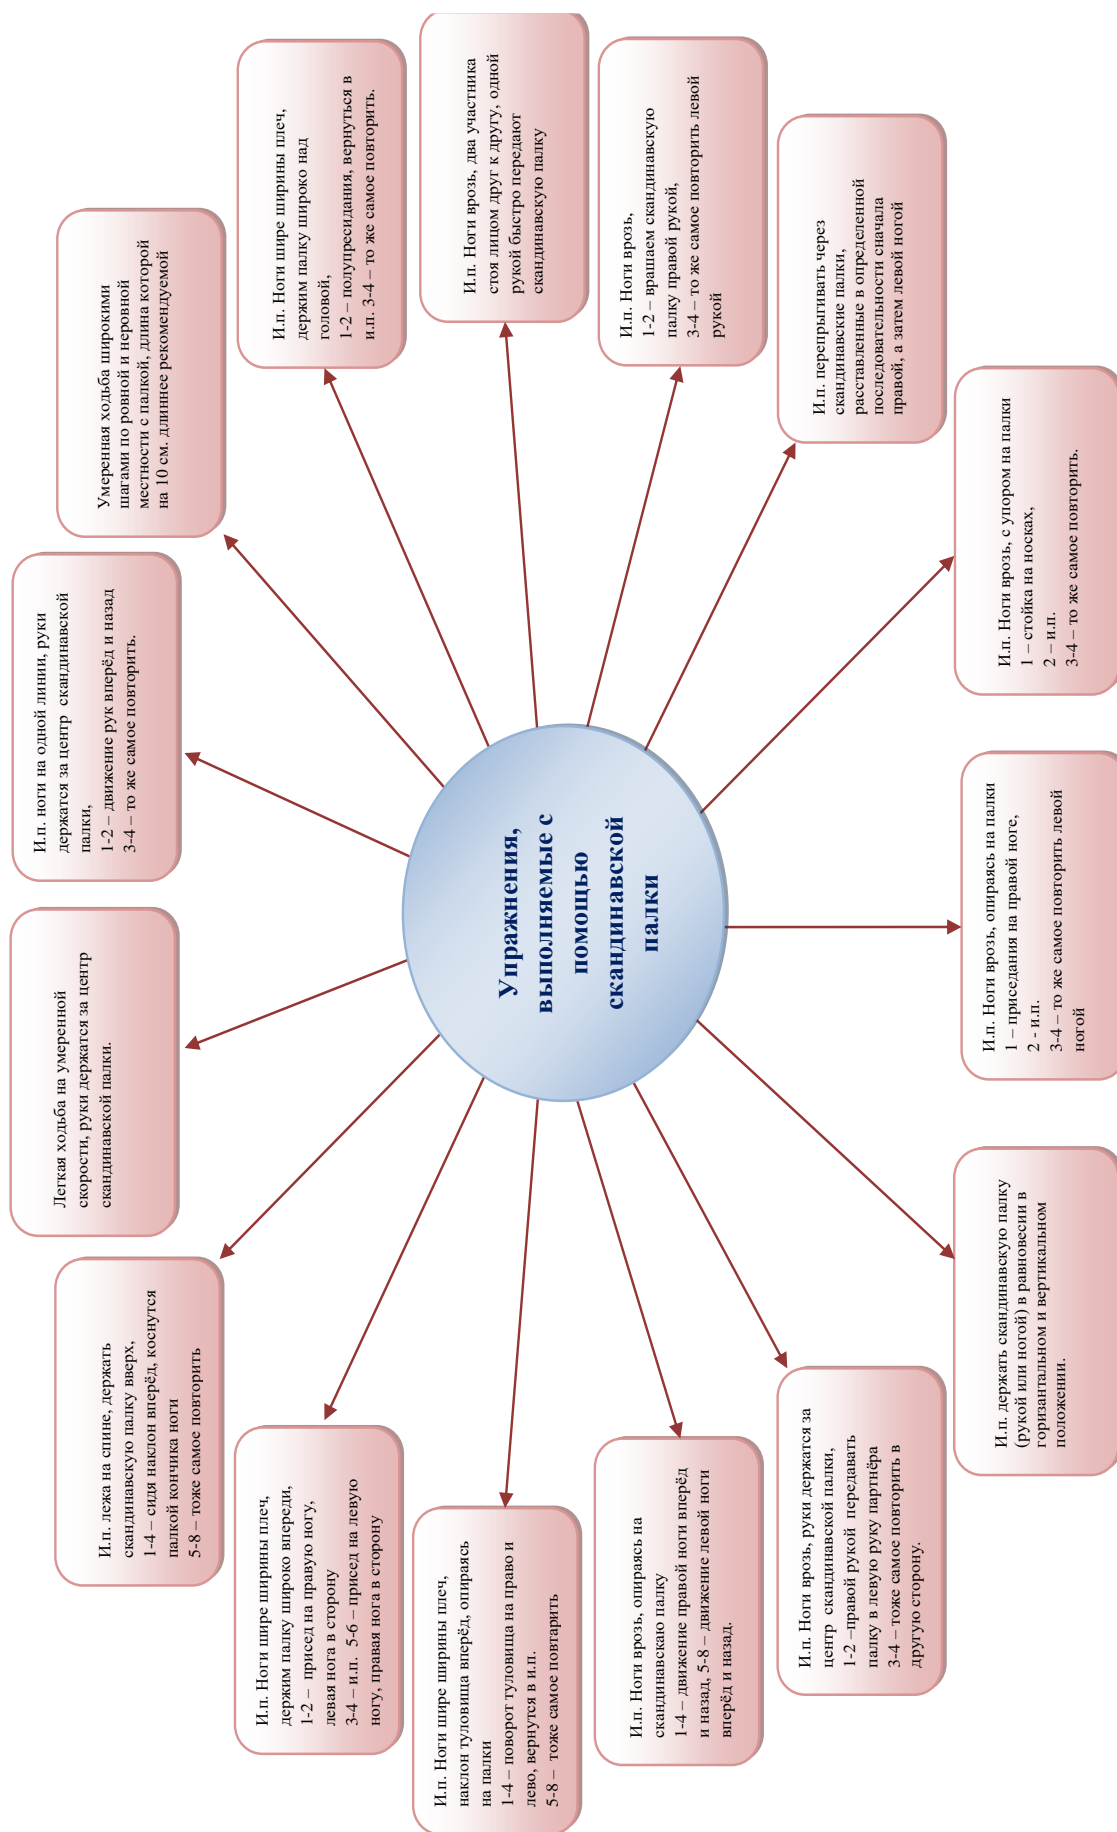 Упражнения,
выполняемые с
помощью
скандинавской
палки
Легкая ходьба на умеренной
скорости, руки держатся за центр
скандинавской палки.
И.п. ноги на одной линии, руки
держатся за центр скандинавской
палки,
1-2 – движение рук вперёд и назад
3-4 – то же самое повторить.
Умеренная ходьба широкими
шагами по ровной и неровной
местности с палкой, длина которой
на 10 см. длиннее рекомендуемой
И.п. Ноги шире ширины плеч,
держим палку широко над
головой,
1-2 – полупресидания, вернуться в
и.п. 3-4 – то же самое повторить.
И.п. Ноги врозь, два участника
стоя лицом друг к другу, одной
рукой быстро передают
скандинавскую палку
И.п. Ноги врозь,
1-2 – врашаем скандинавскую
палку правой рукой,
3-4 – то же самое повторить левой
рукой
И.п. перепрыгивать через
скандинавские палки,
расставленные в определенной
последовательности сначала
правой, а затем левой ногой
И.п. Ноги врозь, с упором на палки
1 – стойка на носках,
2 – и.п.
3-4 – то же самое повторить.
И.п. Ноги врозь, опираясь на палки
1 – приседания на правой ноге,
2 - и.п.
3-4 – то же самое повторить левой
ногой
И.п. держать скандинавскую палку
(рукой или ногой) в равновесии в
горизантальном и вертикальном
положении.
И.п. Ноги врозь, руки держатся за
центр скандинавской палки,
1-2 –правой рукой передавать
палку в левую руку партнёра
3-4 – тоже самое повторить в
другую сторону.
И.п. Ноги врозь, опираясь на
скандинавскаю палку
1-4 – движение правой ноги вперёд
и назад, 5-8 – движение левой ноги
вперёд и назад.
И.п. Ноги шире ширины плеч,
наклон туловища вперёд, опираясь
на палки
1-4 – поворот туловища на право и
лево, вернутся в и.п.
5-8 – тоже самое повтарить
И.п. Ноги шире ширины плеч,
держим палку широко впереди,
1-2 – присед на правую ногу,
левая нога в сторону
3-4 – и.п. 5-6 – присед на левую
ногу, правая нога в сторону
И.п. лежа на спине, держать
скандинавскую палку вверх,
1-4 – сидя наклон вперёд, коснутся
палкой кончика ноги
5-8 – тоже самое повторить